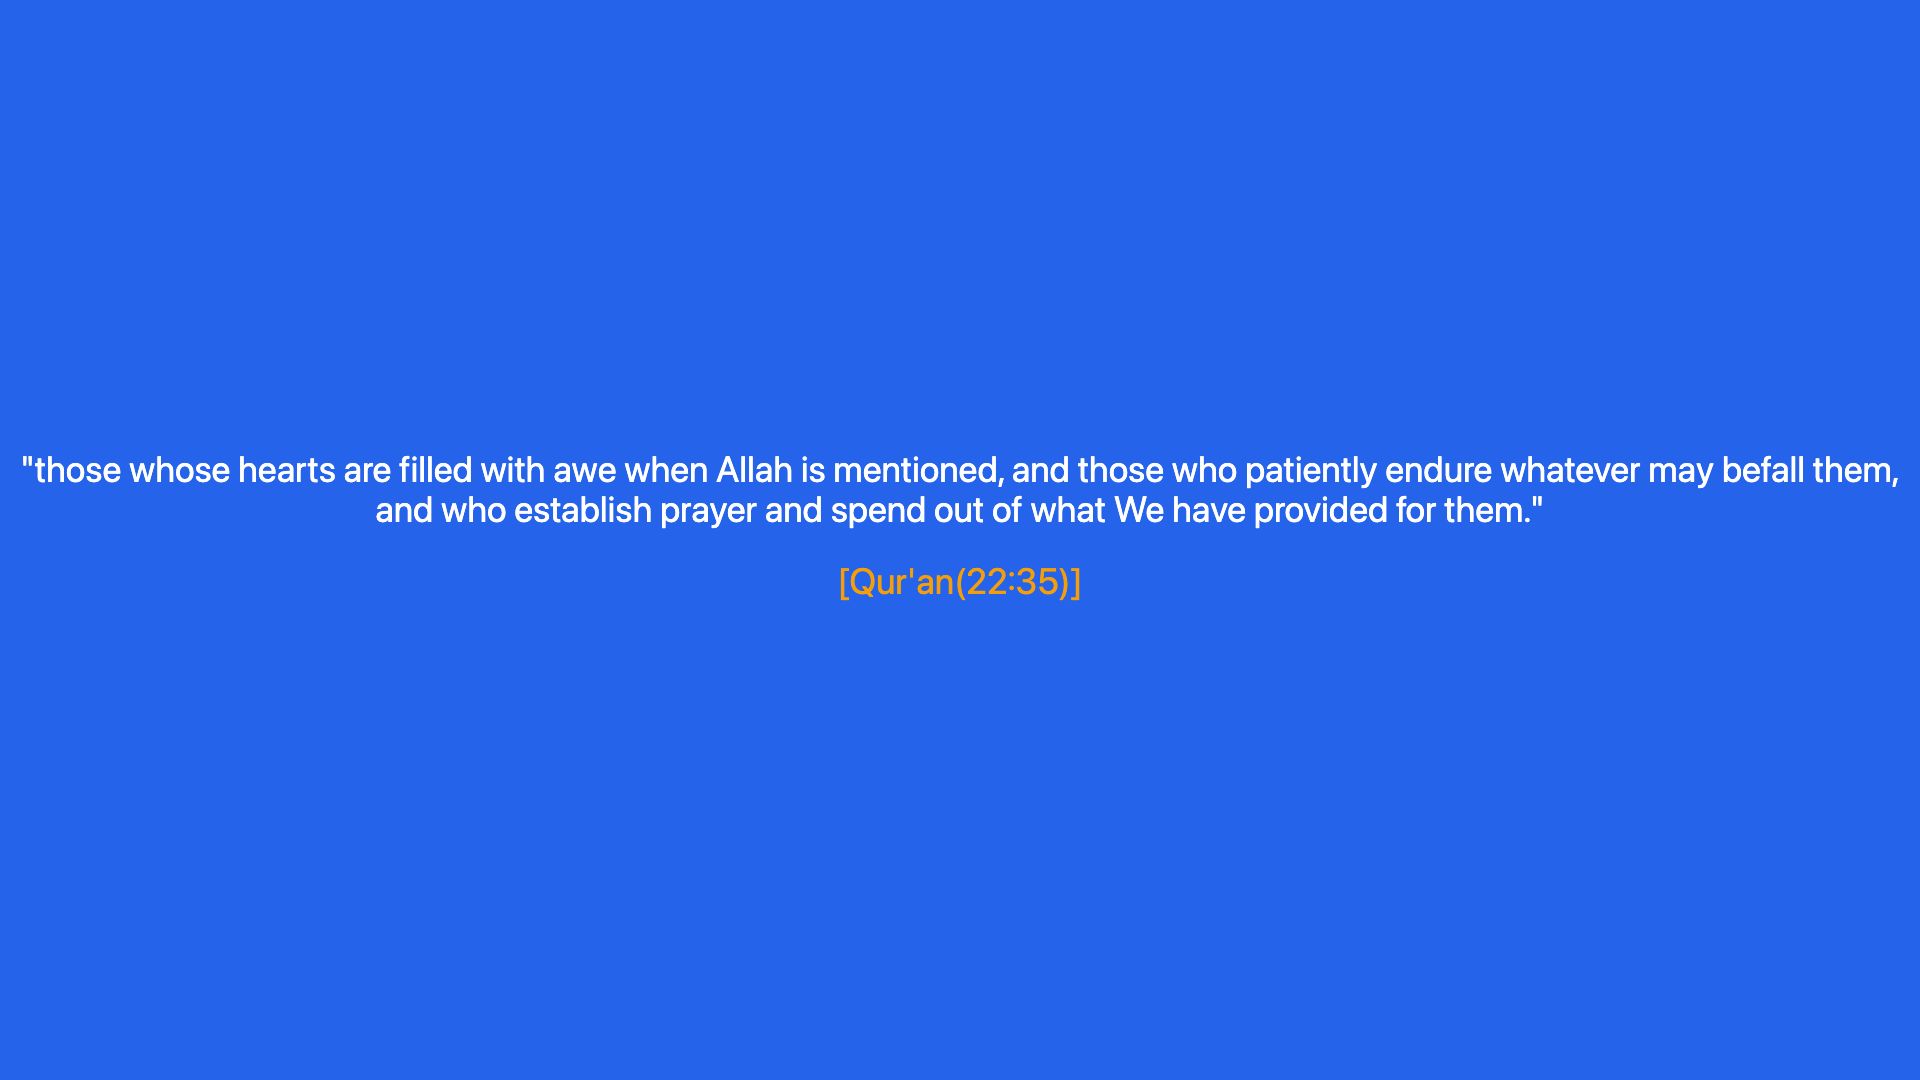 "those whose hearts are filled with awe when Allah is mentioned, and those who patiently endure whatever may befall them,
and who establish prayer and spend out of what We have provided for them."
[Qur'an(22:35)]